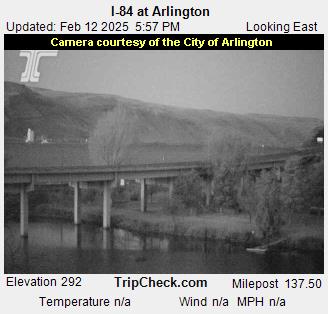 I-84 at Arlington
Updated: Feb 12 2025 5:57 PM Looking East
Camera courtesy of the City of Arlington
Elevation 292 TripCheck.com Milepost 137.50
Temperature n/a Wind n/a MPH n/a